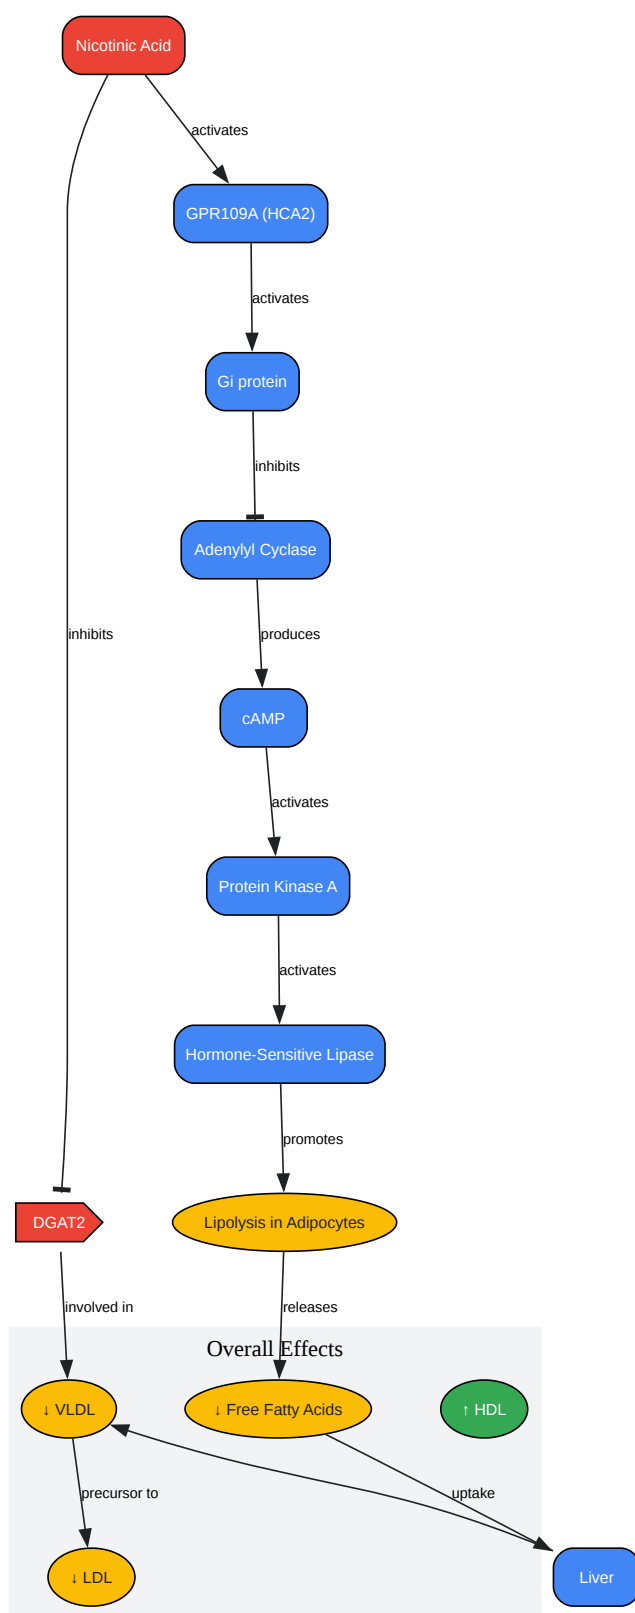 Nicotinic Acid
activates
GPR109A (HCA2)
activates
Gi protein
inhibits
Adenylyl Cyclase
inhibits
produces
cAMP
activates
Protein Kinase A
activates
Hormone-Sensitive Lipase
promotes
DGAT2
Lipolysis in Adipocytes
involved in
releases
Overall Effects
↓ VLDL
↓ Free Fatty Acids
↑ HDL
precursor to
uptake
↓ LDL
Liver